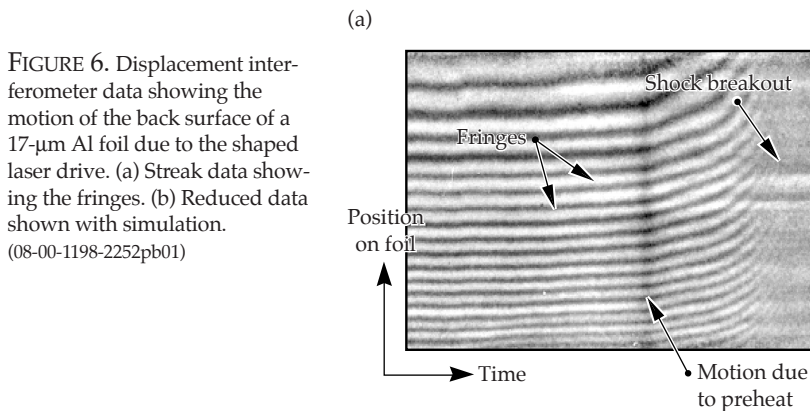 FIGURE 6. Displacement inter-
ferometer data showing the
motion of the back surface of a
17-µm Al foil due to the shaped
laser drive. (a) Streak data show-
ing the fringes. (b) Reduced data
shown with simulation.
(08-00-1198-2252pb01)
(a)
Shock breakout
Fringes
Position
on foil
Time
Motion due
to preheat